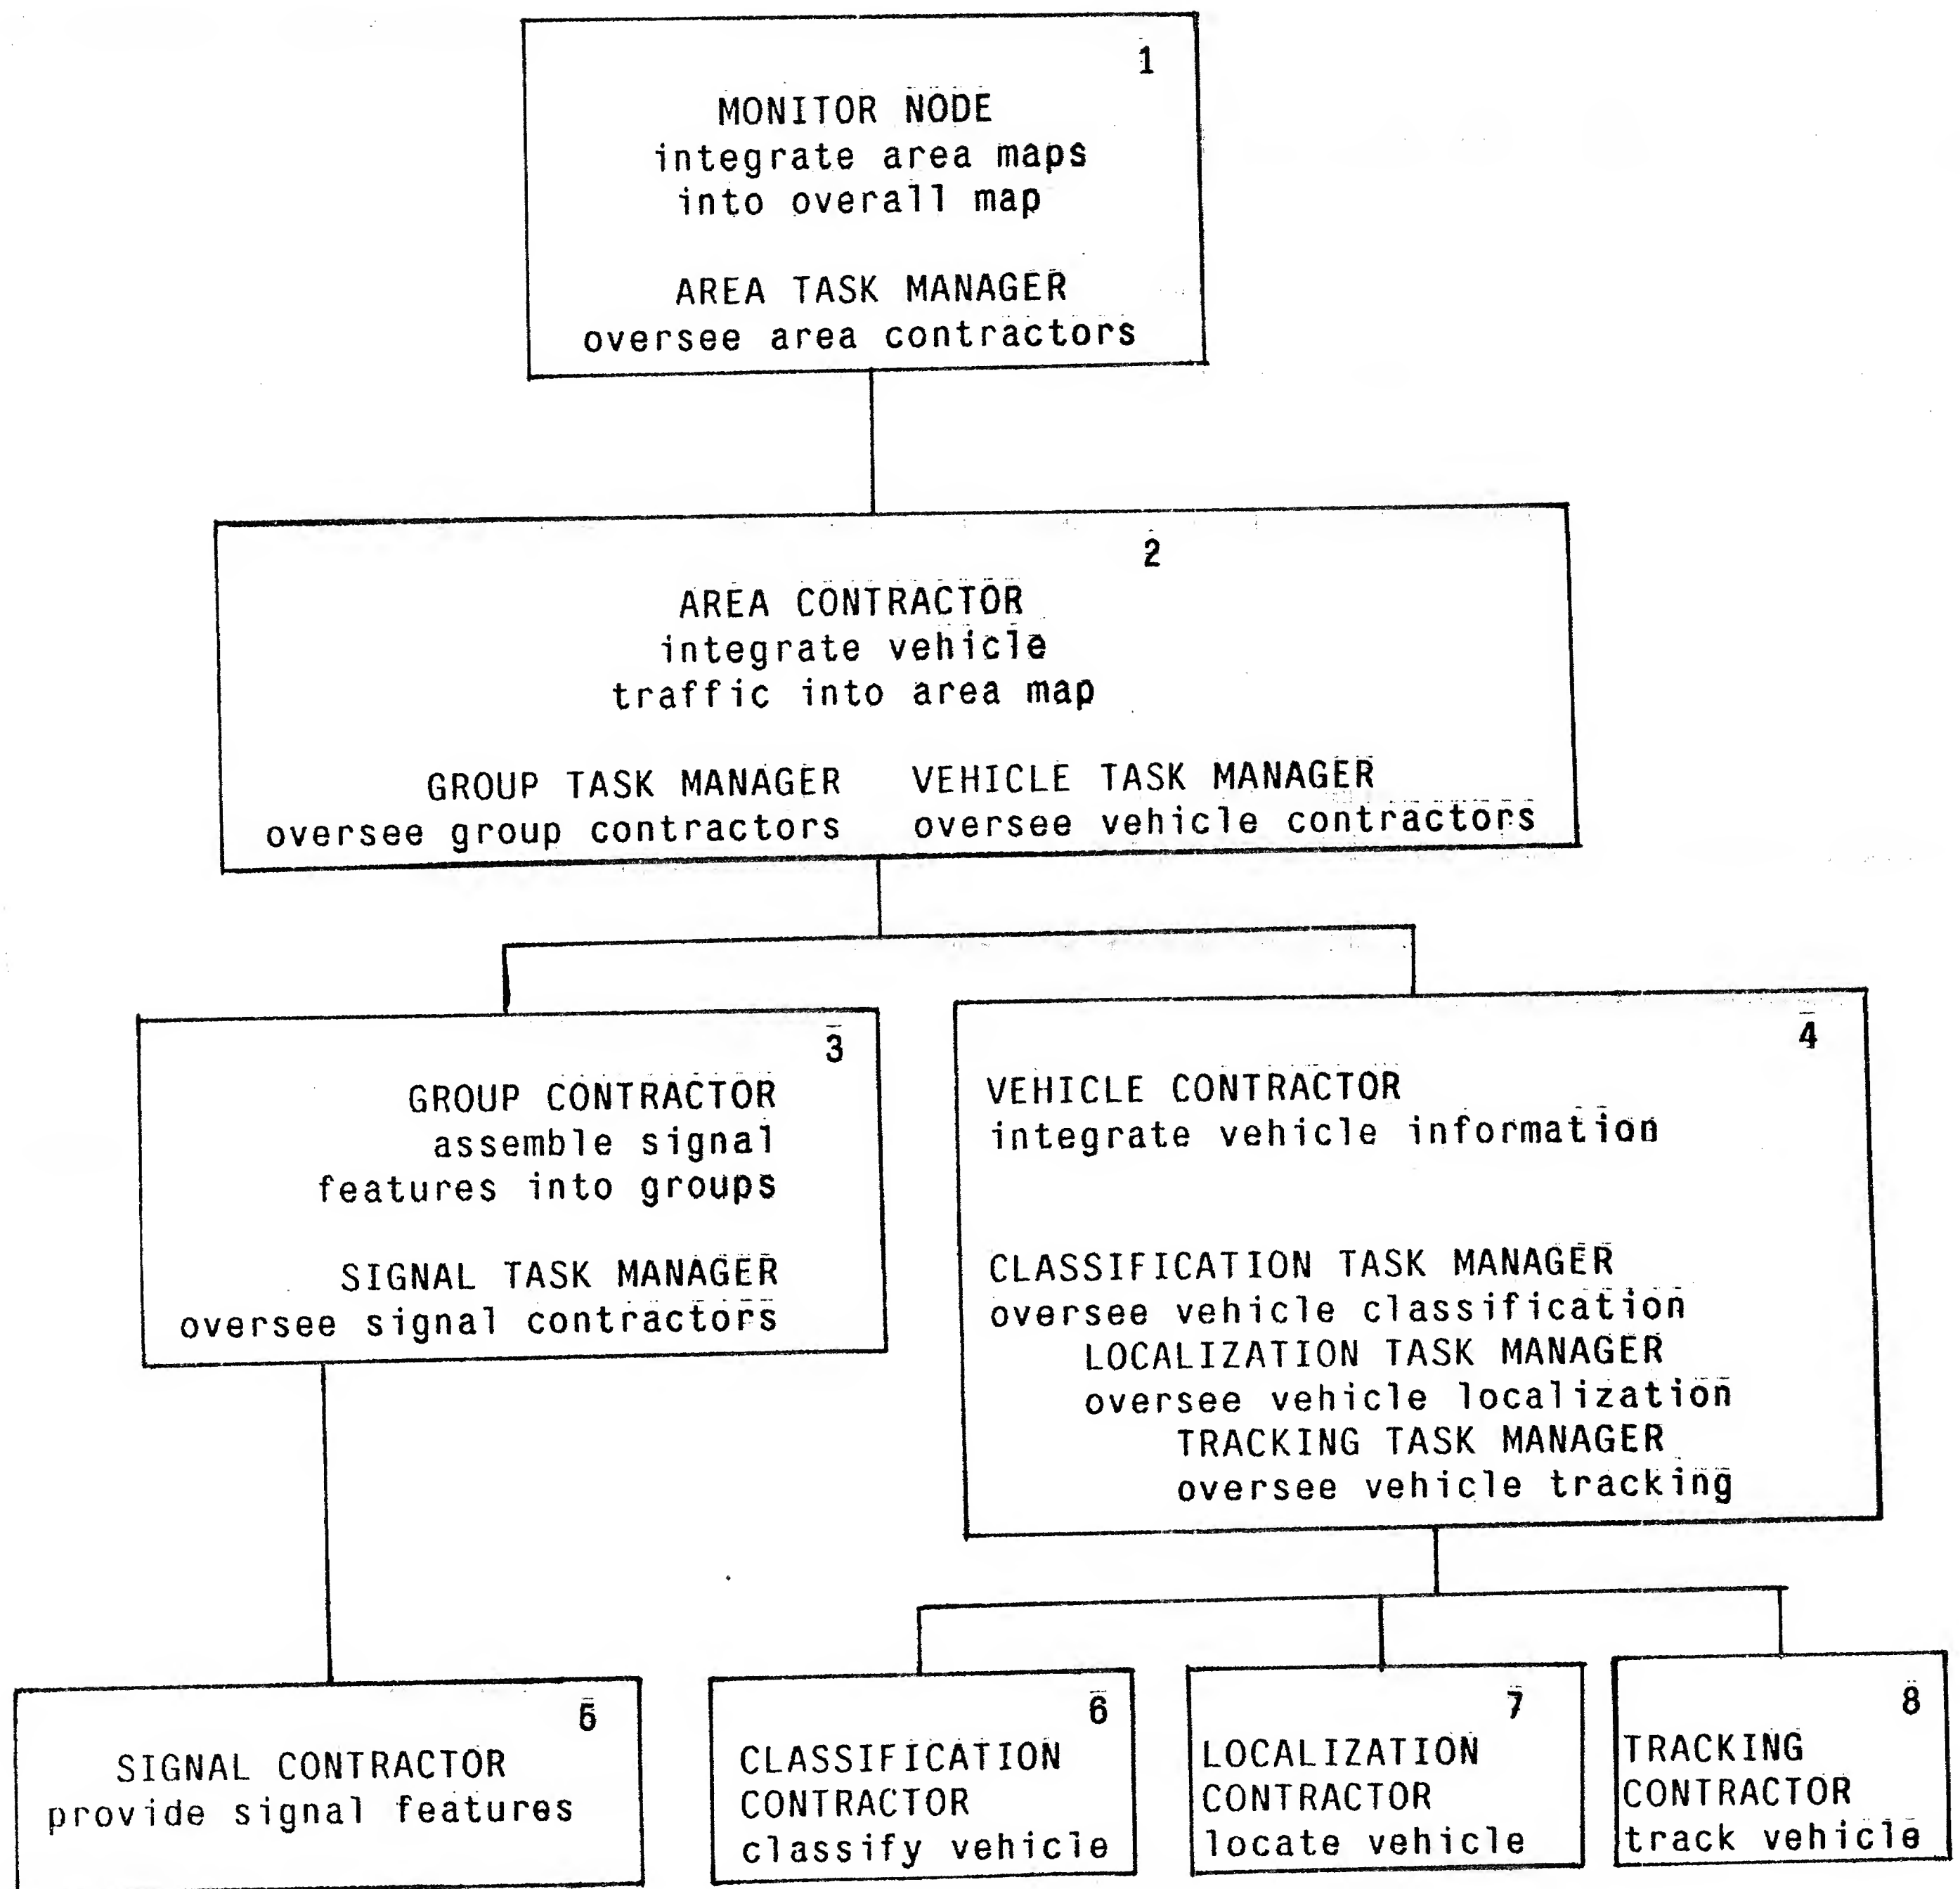 1
MONITOR NODE
integrate area maps
into overall map
AREA TASK MANAGER
oversee area contractors
2
AREA CONTRACTOR
integrate vehicle
traffic into area map
GROUP TASK MANAGER
oversee group contractors
VEHICLE TASK MANAGER
oversee vehicle contractors
3
GROUP CONTRACTOR
assemble signal
features into groups
SIGNAL TASK MANAGER
oversee signal contractors
4
VEHICLE CONTRACTOR
integrate vehicle information
CLASSIFICATION TASK MANAGER
oversee vehicle classification
LOCALIZATION TASK MANAGER
oversee vehicle localization
TRACKING TASK MANAGER
oversee vehicle tracking
5
SIGNAL CONTRACTOR
provide signal features
6
CLASSIFICATION
CONTRACTOR
classify vehicle
7
LOCALIZATION
CONTRACTOR
locate vehicle
8
TRACKING
CONTRACTOR
track vehicle